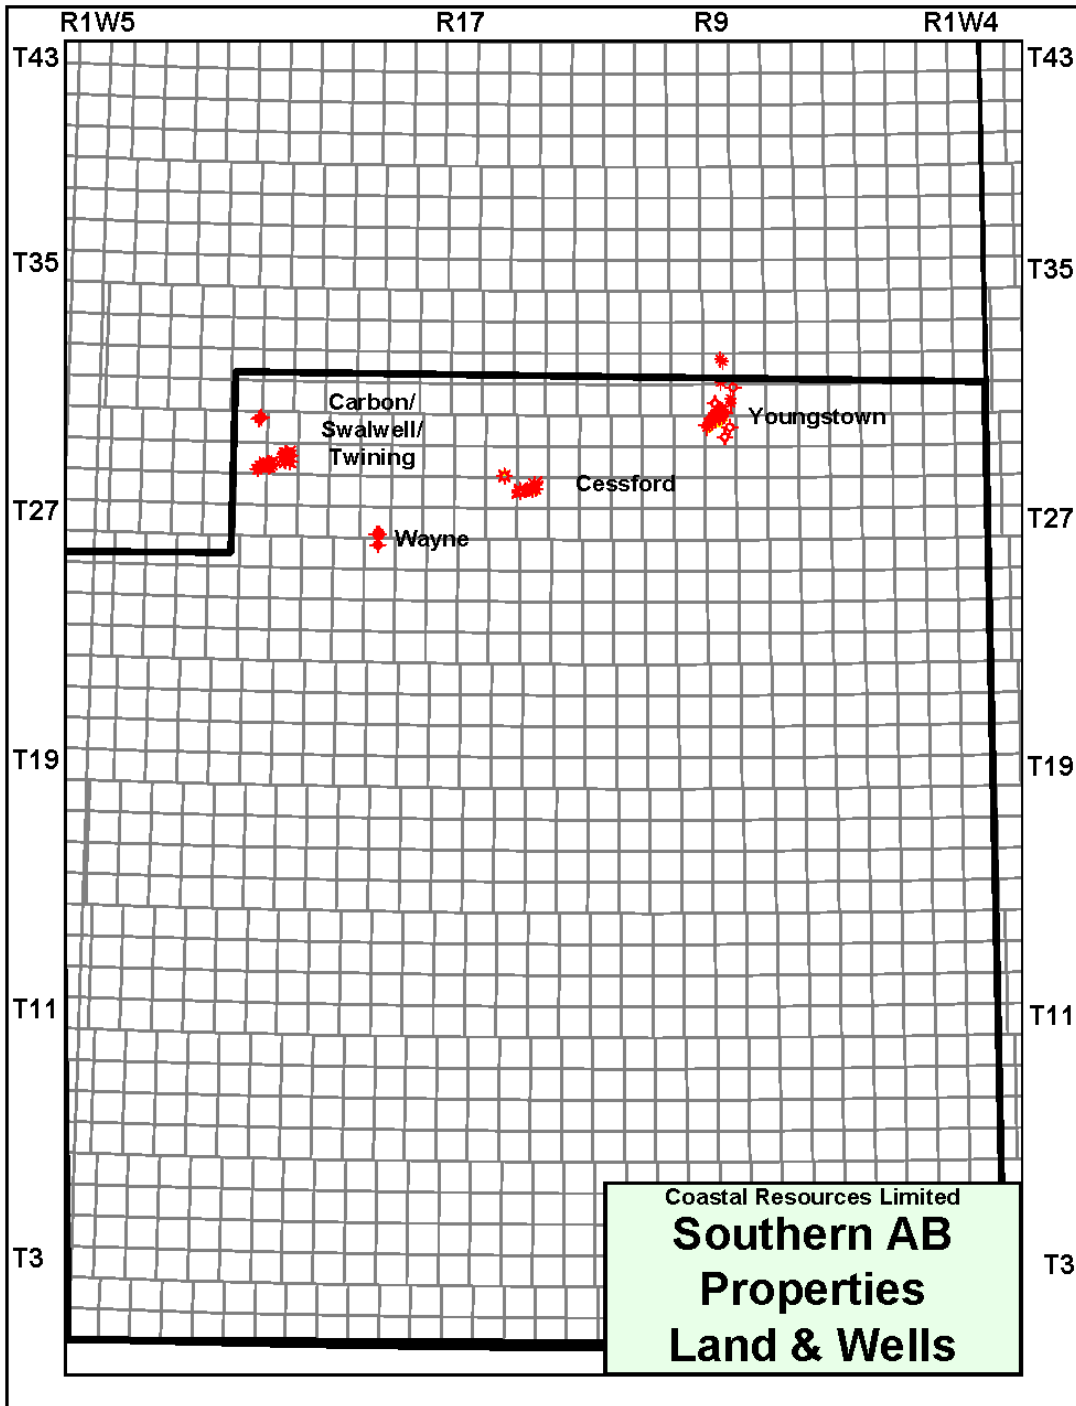 R1W5 R17 R9 R1W4
T43 T43
T35 T35
Carbon/
Swalwell/
Twining
Youngstown
Cessford
T27 T27
Wayne
T19 T19
T11 T11
T3 T3
Coastal Resources Limited
Southern AB
Properties
Land & Wells